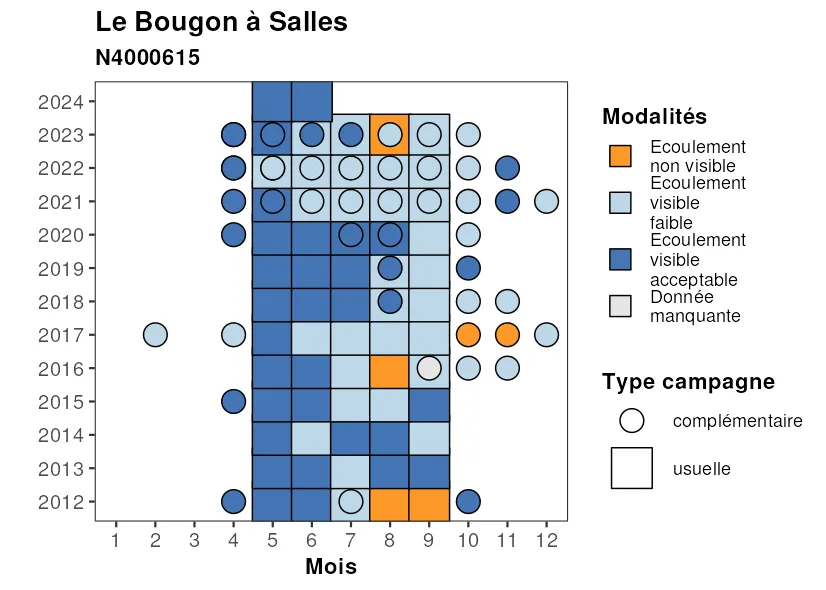 Le Bougon à Salles
N4000615
2024
2023
2022
2021
2020
2019
2018
2017
2016
2015
2014
2013
2012
1 2 3 4 5 6 7 8 9 10 11 12
Mois
Modalités
Ecoulement
non visible
Ecoulement
visible
faible
Ecoulement
visible
acceptable
Donnée
manquante
Type campagne
complémentaire
usuelle